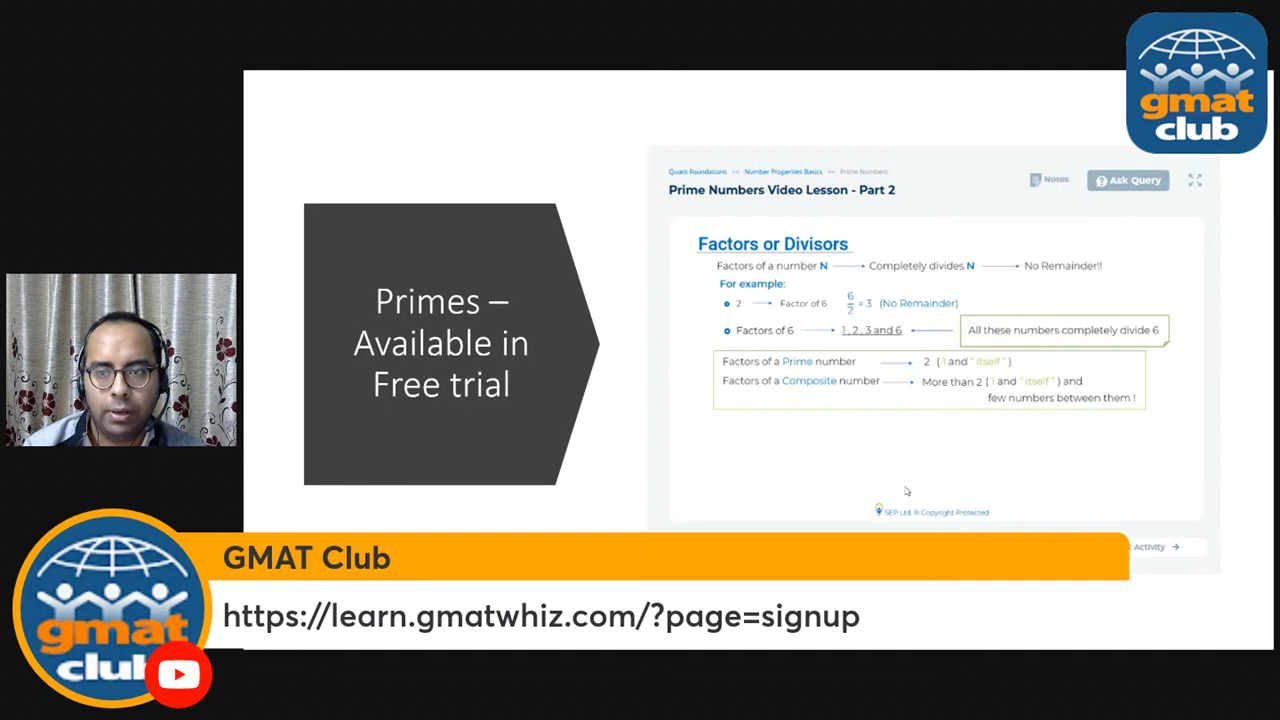 gmat
club
Quant Foundations >> Number Properties Basics >> Prime Numbers
Prime Numbers Video Lesson - Part 2
Notes
Ask Query
Factors or Divisors
Factors of a number N → Completely divides N → No Remainder!!
For example:
2 → Factor of 6 6/2 = 3 (No Remainder)
Factors of 6 → 1, 2, 3 and 6 ← All these numbers completely divide 6
Factors of a Prime number → 2 ( 1 and " itself " )
Factors of a Composite number → More than 2 ( 1 and " itself " ) and
few numbers between them !
SEP Ltd. © Copyright Protected
Activity →
Primes –
Available in
Free trial
GMAT Club
https://learn.gmatwhiz.com/?page=signup
gmat
club